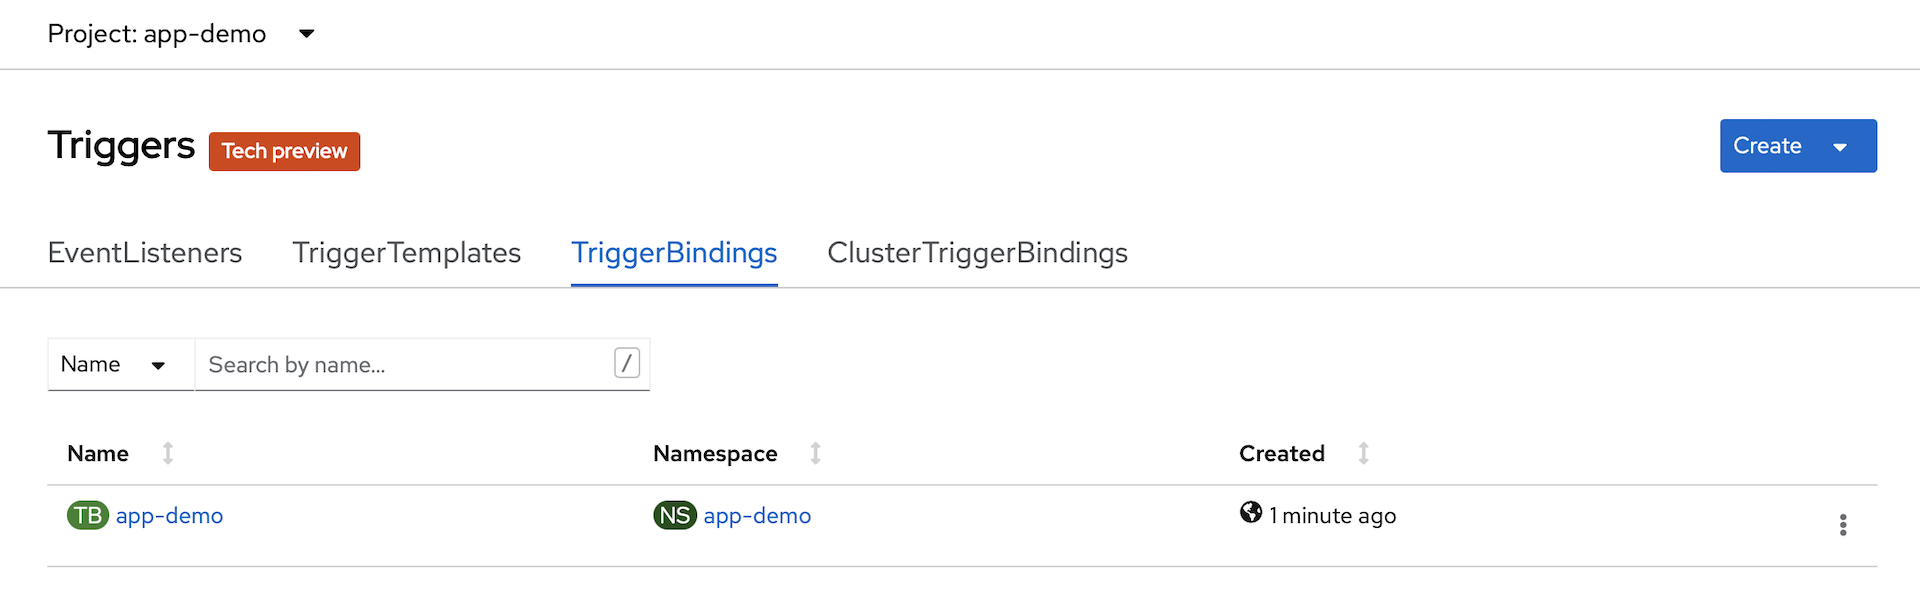 Project: app-demo
Triggers Tech preview
Create
EventListeners TriggerTemplates TriggerBindings ClusterTriggerBindings
Name Search by name... /
Name Namespace Created
TB app-demo NS app-demo 1 minute ago